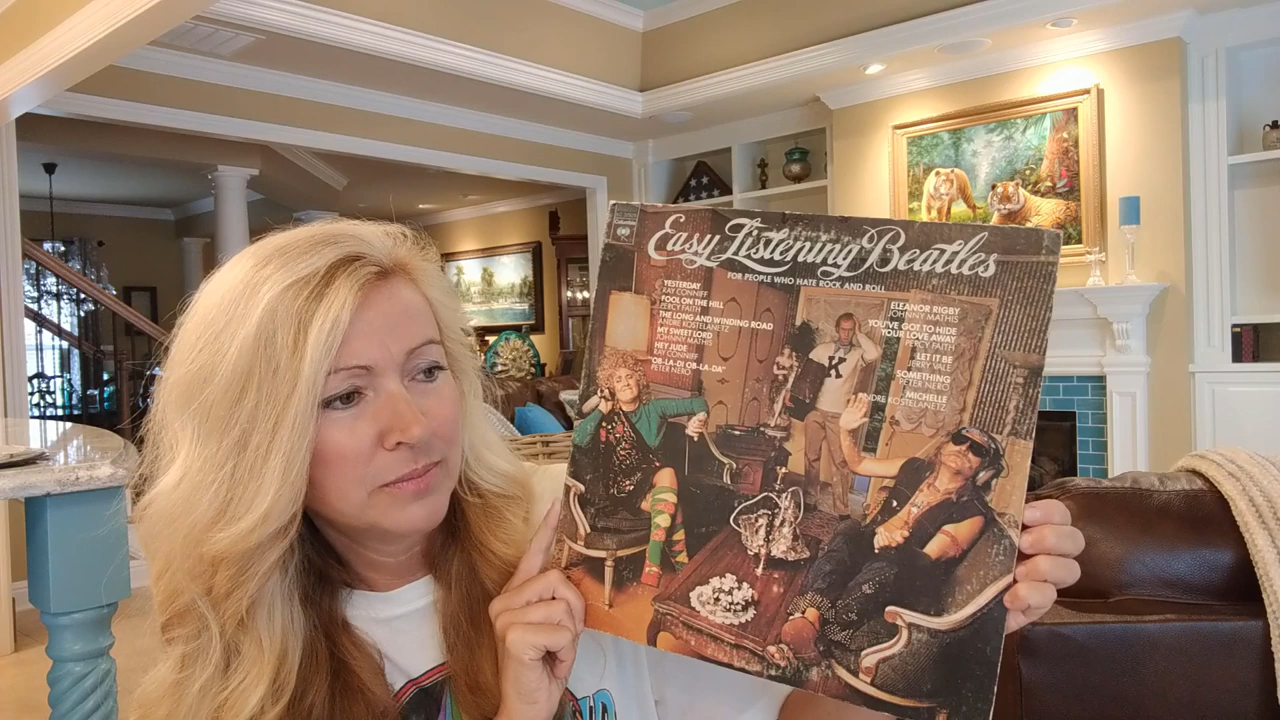 Columbia
Easy Listening Beatles
FOR PEOPLE WHO HATE ROCK AND ROLL
YESTERDAY
RAY CONNIFF
FOOL ON THE HILL
PERCY FAITH
THE LONG AND WINDING ROAD
ANDRE KOSTELANETZ
MY SWEET LORD
JOHNNY MATHIS
HEY JUDE
RAY CONNIFF
"OB-LA-DI OB-LA-DA"
PETER NERO
ELEANOR RIGBY
JOHNNY MATHIS
YOU'VE GOT TO HIDE
YOUR LOVE AWAY
PERCY FAITH
LET IT BE
JERRY VALE
SOMETHING
PETER NERO
MICHELLE
ANDRE KOSTELANETZ
K